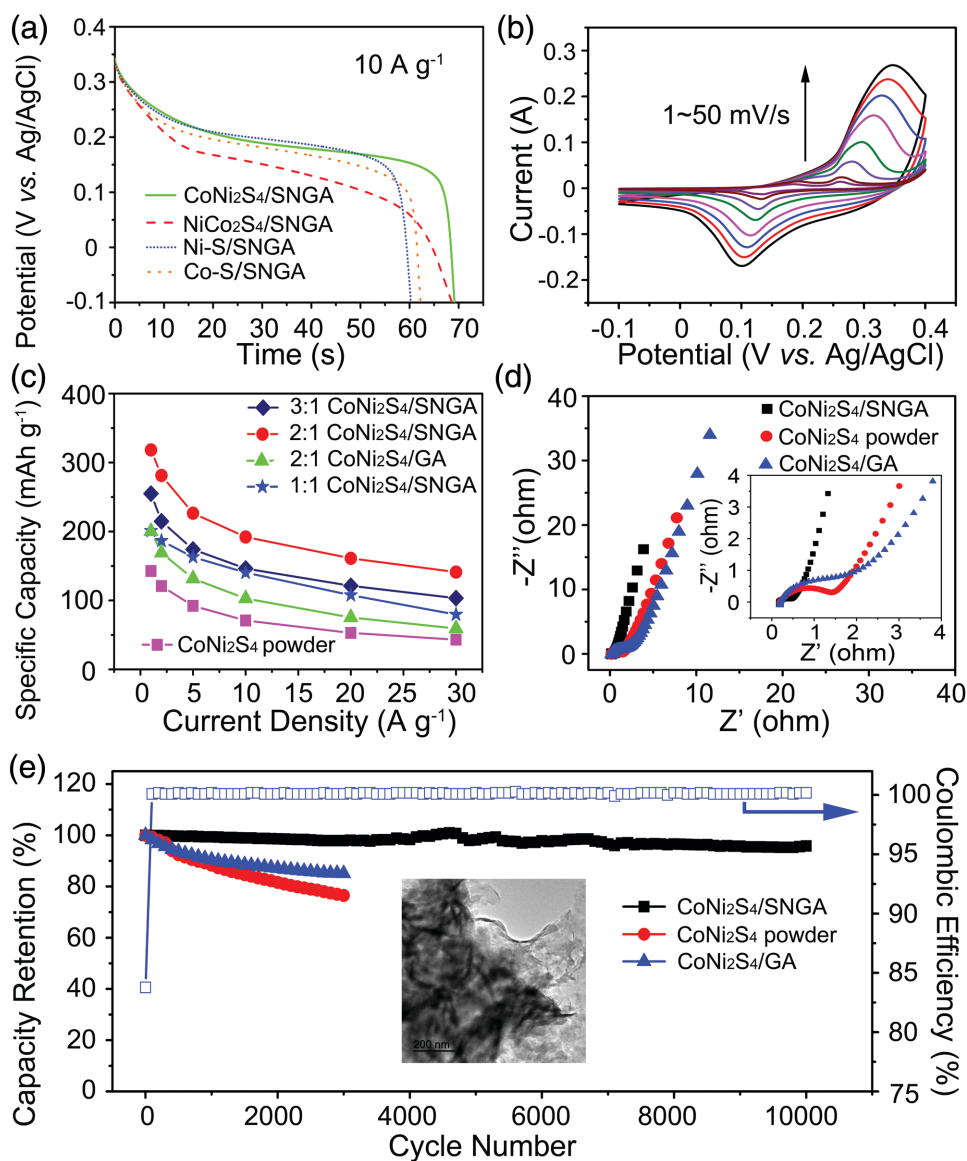 (a)
0.4
0.3
0.2
0.1
0
-0.1
Potential (V vs. Ag/AgCl)
10 A g⁻¹
CoNi₂S₄/SNGA
NiCo₂S₄/SNGA
Ni-S/SNGA
Co-S/SNGA
0 10 20 30 40 50 60 70
Time (s)
(b)
0.3
0.2
0.1
0
-0.1
-0.2
Current (A)
1~50 mV/s
-0.1 0 0.1 0.2 0.3 0.4
Potential (V vs. Ag/AgCl)
(c)
400
300
200
100
0
Specific Capacity (mAh g⁻¹)
3:1 CoNi₂S₄/SNGA
2:1 CoNi₂S₄/SNGA
2:1 CoNi₂S₄/GA
1:1 CoNi₂S₄/SNGA
CoNi₂S₄ powder
0 5 10 15 20 25 30
Current Density (A g⁻¹)
(d)
40
30
20
10
0
-Z'' (ohm)
CoNi₂S₄/SNGA
CoNi₂S₄ powder
CoNi₂S₄/GA
4
3
2
1
0
-Z'' (ohm)
0 1 2 3 4
Z' (ohm)
0 5 10 20 30 40
Z' (ohm)
(e)
120
100
80
60
40
20
0
Capacity Retention (%)
CoNi₂S₄/SNGA
CoNi₂S₄ powder
CoNi₂S₄/GA
200 nm
100
95
90
85
80
75
Coulombic Efficiency (%)
0 2000 4000 6000 8000 10000
Cycle Number